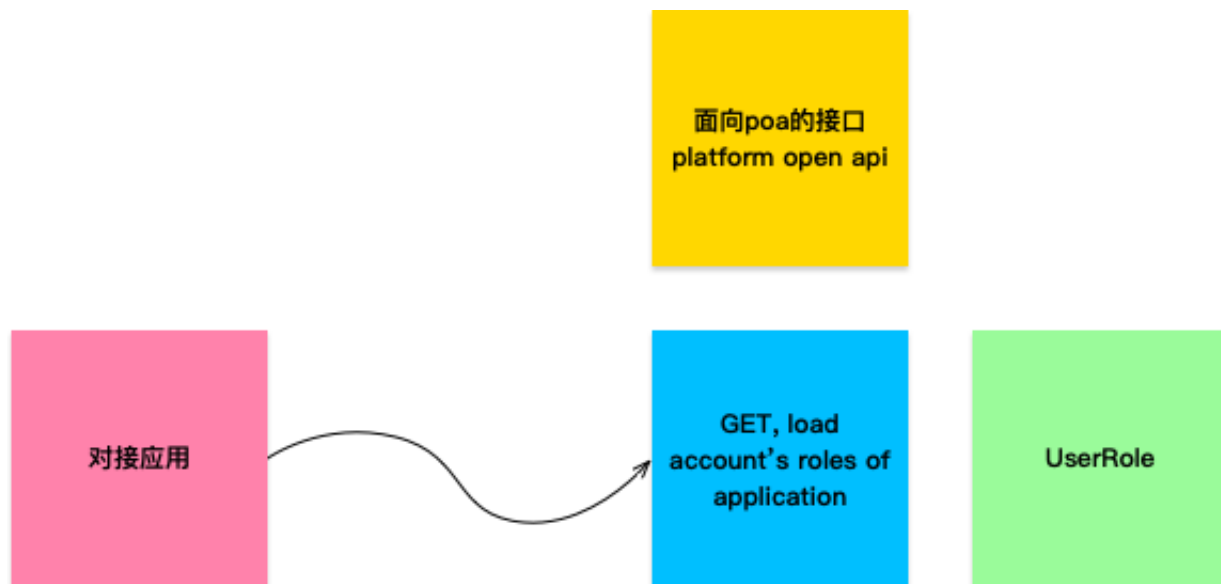 面向poa的接口
platform open api
对接应用
GET, load
account’s roles of
application
UserRole